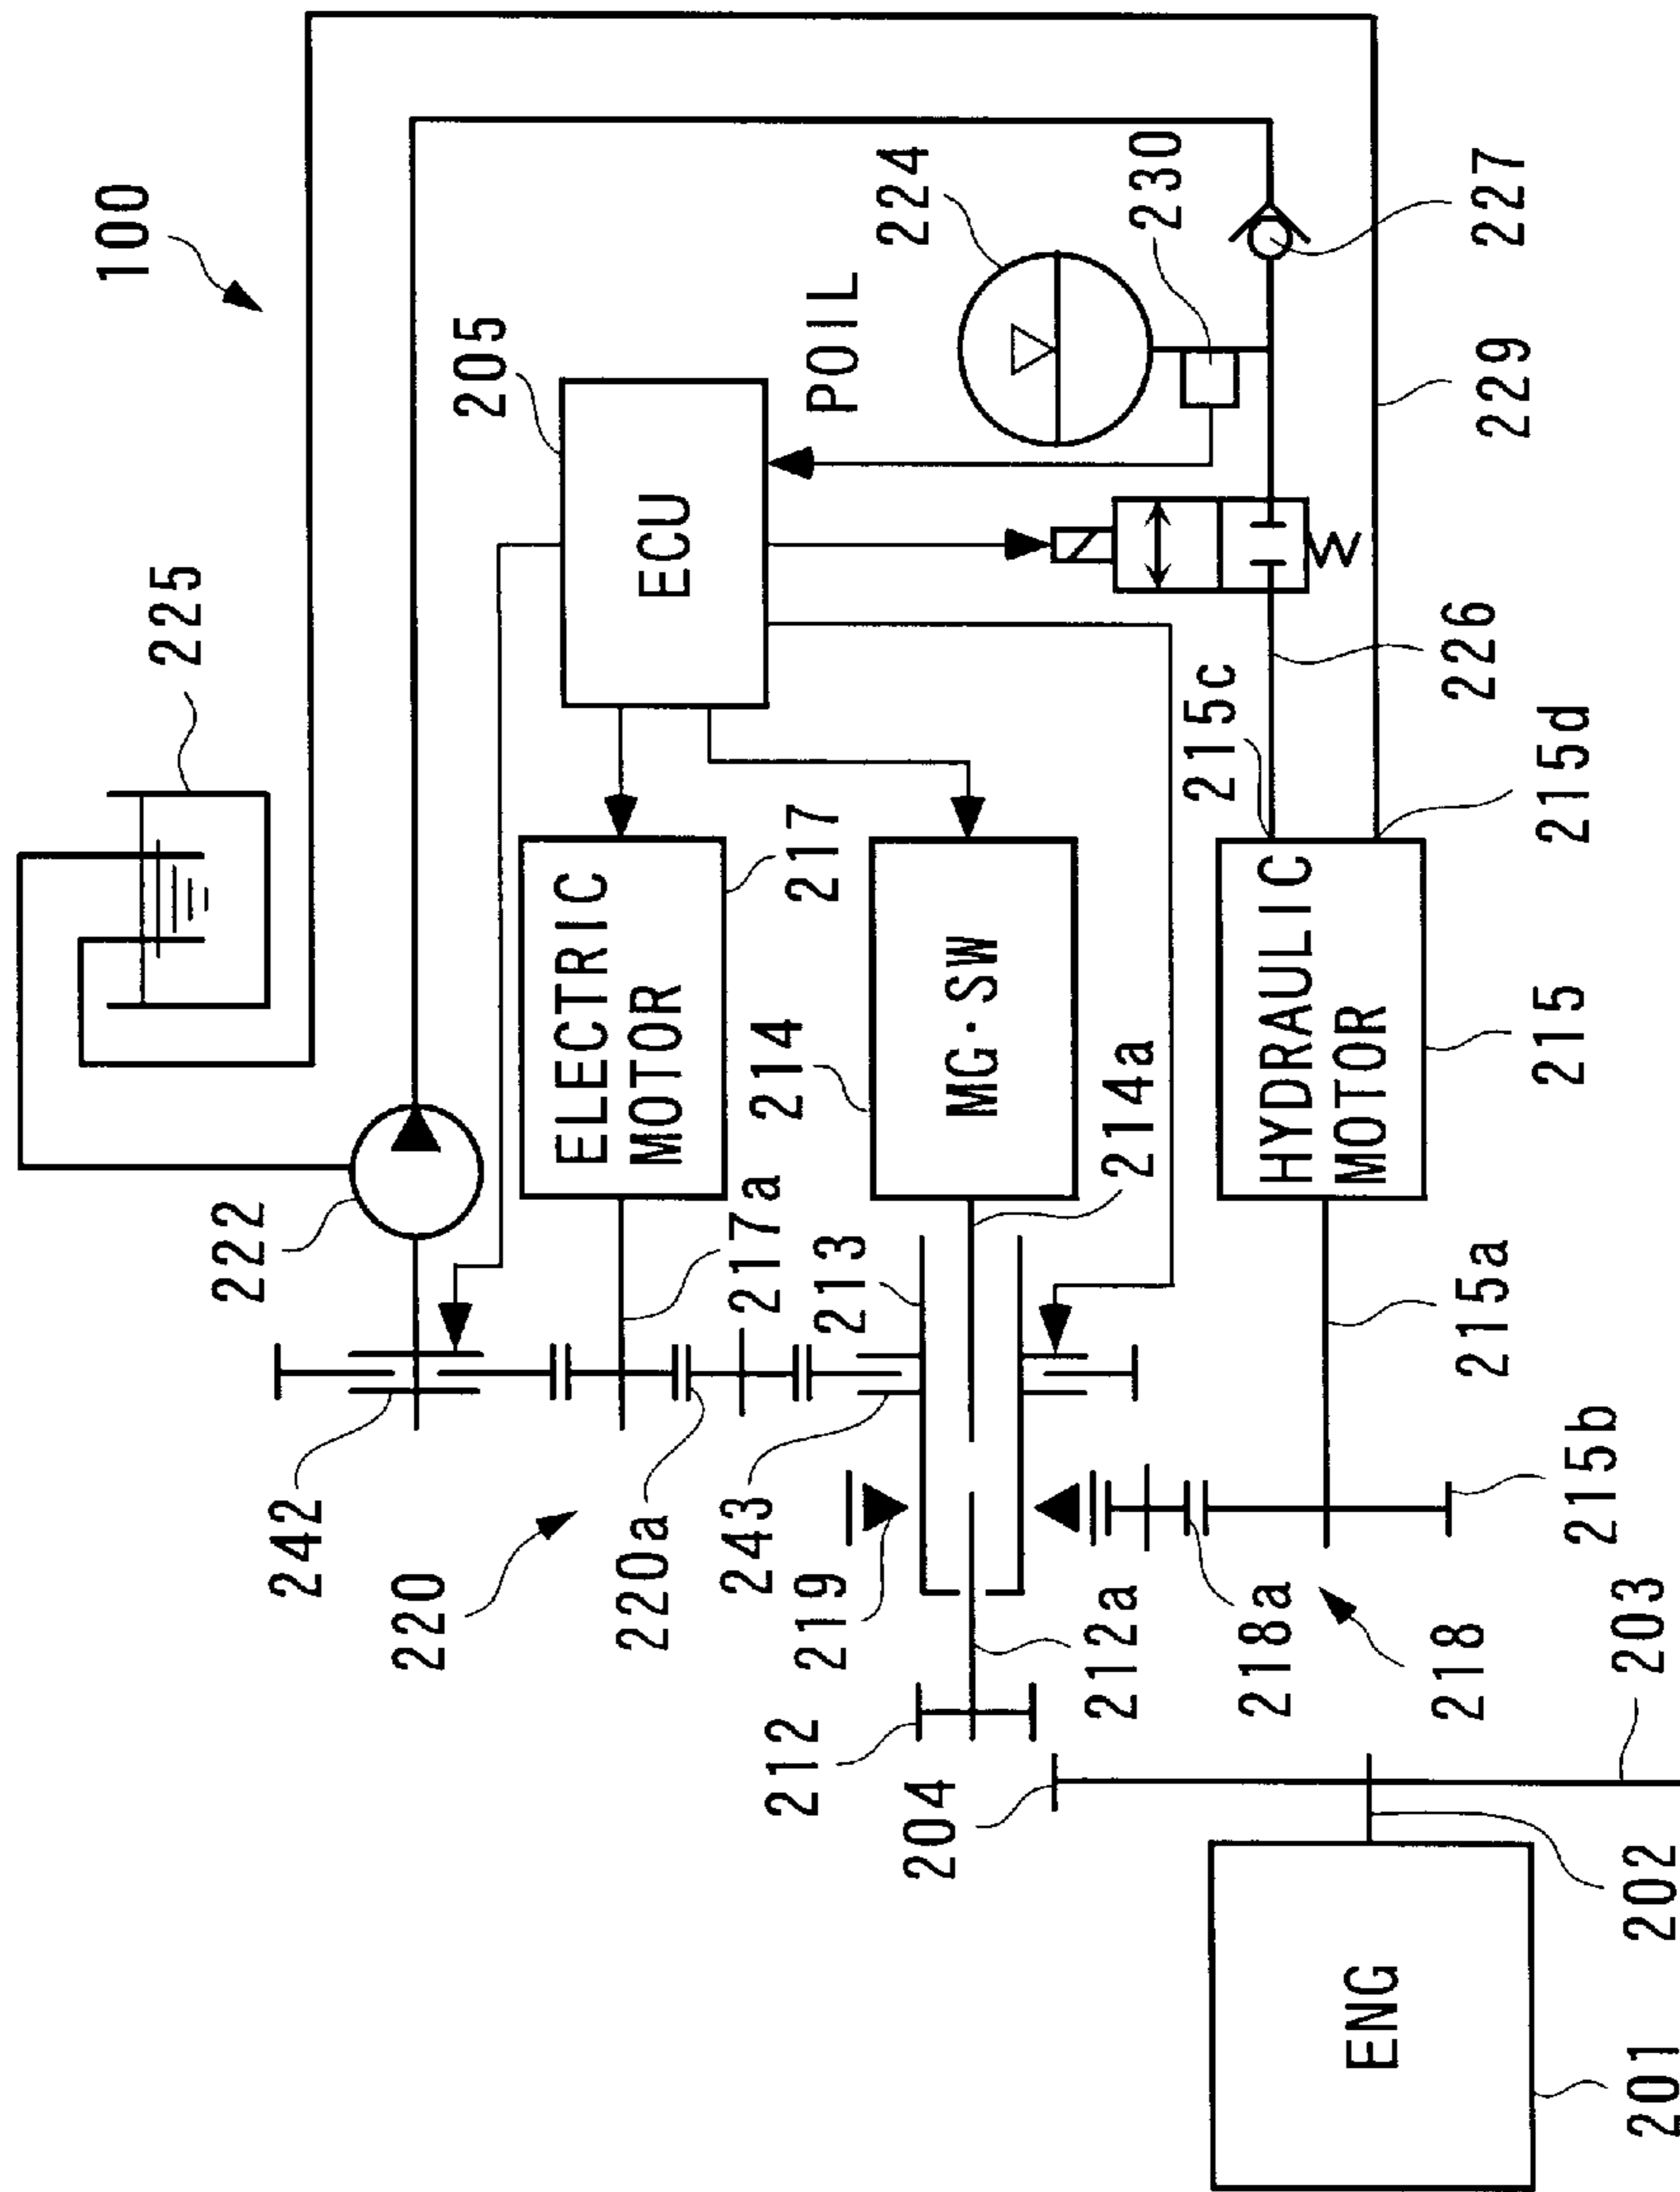 100
225
222
242
220
220a
205
ECU
POIL
224
230
227
229
ELECTRIC
MOTOR
217
217a
214
MG·SW
214a
213
243
219
212
212a
215c
226
215d
HYDRAULIC
MOTOR
215
215a
215b
218a
218
204
203
202
ENG
201